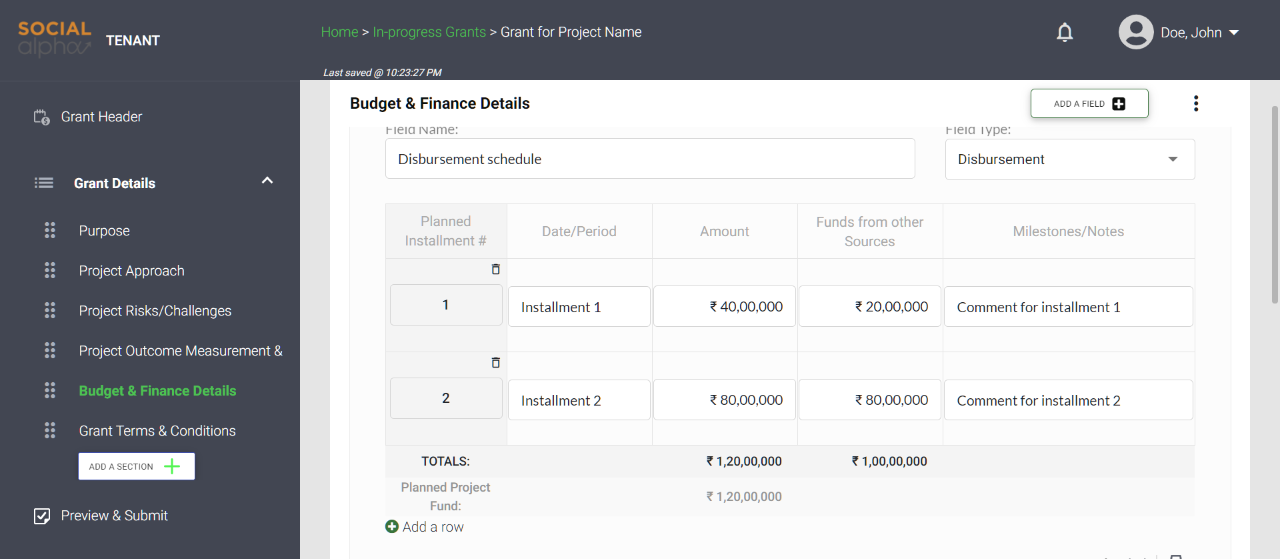 SOCIAL
alpha
TENANT
Home > In-progress Grants > Grant for Project Name
Doe, John
Last saved @ 10:23:27 PM
Grant Header
Grant Details
Purpose
Project Approach
Project Risks/Challenges
Project Outcome Measurement &
Budget & Finance Details
Grant Terms & Conditions
ADD A SECTION
Preview & Submit
Budget & Finance Details
ADD A FIELD
Field Name:
Field Type:
Disbursement schedule
Disbursement
Planned Installment #
Date/Period
Amount
Funds from other Sources
Milestones/Notes
1
Installment 1
₹ 40,00,000
₹ 20,00,000
Comment for installment 1
2
Installment 2
₹ 80,00,000
₹ 80,00,000
Comment for installment 2
TOTALS:
₹ 1,20,00,000
₹ 1,00,00,000
Planned Project Fund:
₹ 1,20,00,000
Add a row